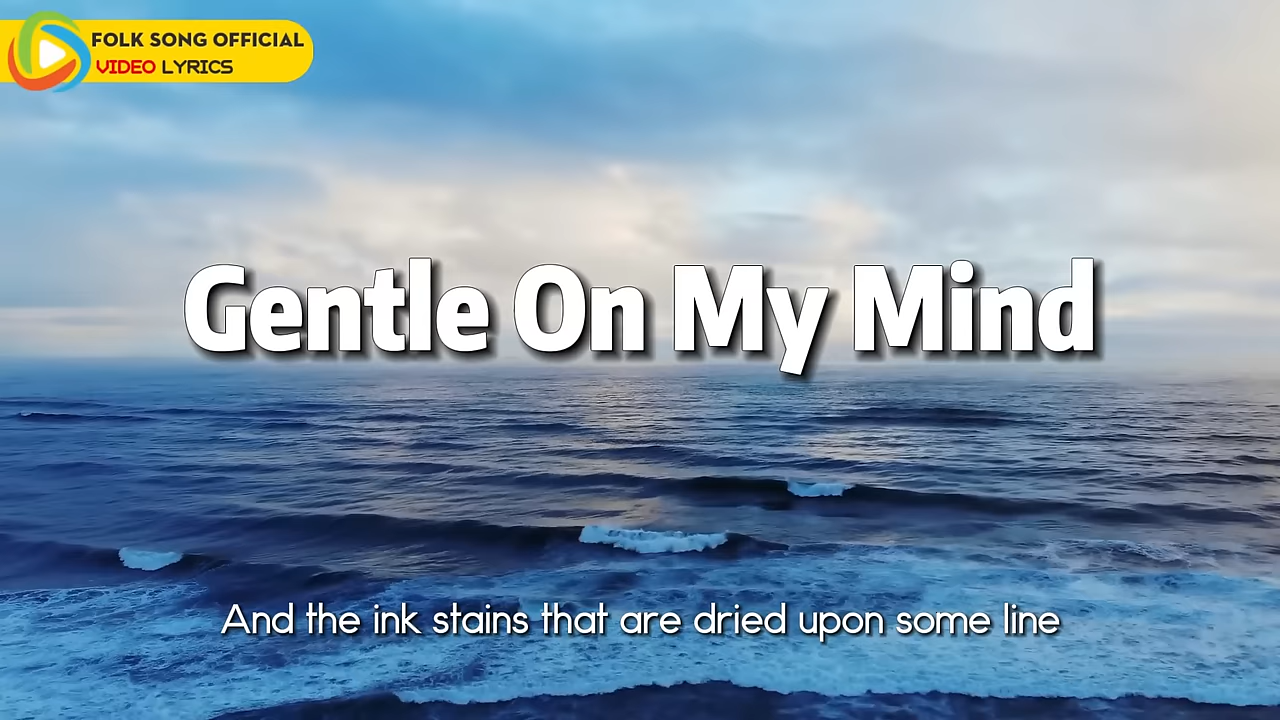 FOLK SONG OFFICIAL
VIDEO LYRICS
Gentle On My Mind
And the ink stains that are dried upon some line